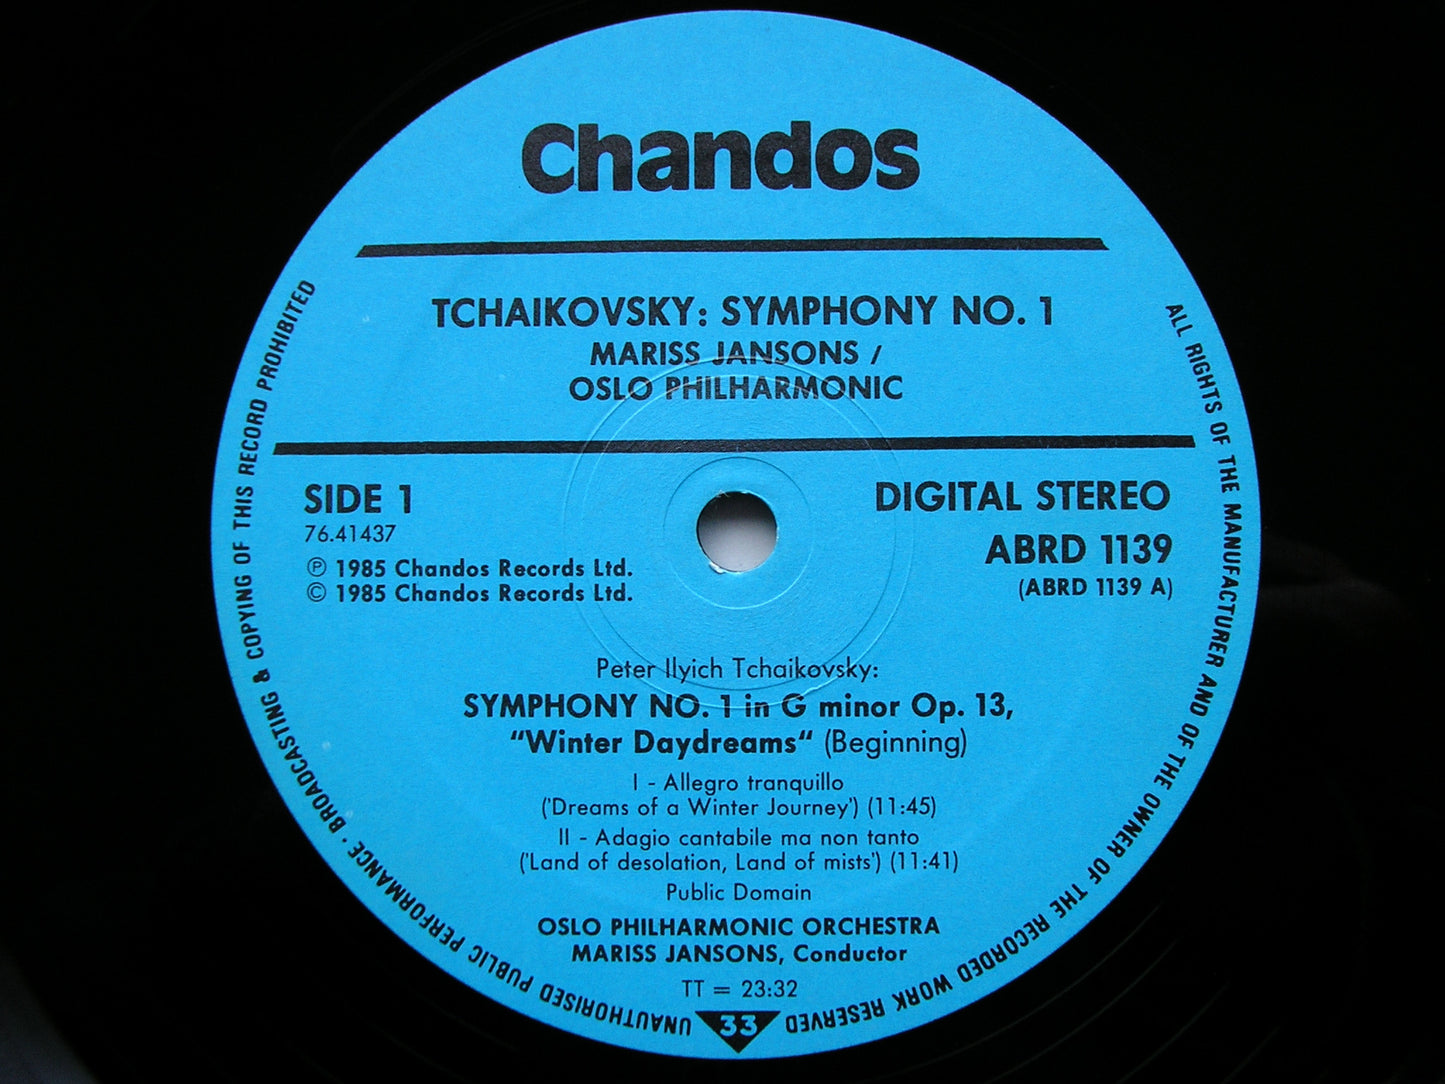 Chandos
TCHAIKOVSKY: SYMPHONY NO. 1
MARISS JANSONS /
OSLO PHILHARMONIC
SIDE 1
76.41437
℗ 1985 Chandos Records Ltd.
© 1985 Chandos Records Ltd.
DIGITAL STEREO
ABRD 1139
(ABRD 1139 A)
Peter Ilyich Tchaikovsky:
SYMPHONY NO. 1 in G minor Op. 13,
“Winter Daydreams“ (Beginning)
I - Allegro tranquillo
('Dreams of a Winter Journey') (11:45)
II - Adagio cantabile ma non tanto
('Land of desolation, Land of mists') (11:41)
Public Domain
OSLO PHILHARMONIC ORCHESTRA
MARISS JANSONS, Conductor
TT = 23:32
33
ALL RIGHTS OF THE MANUFACTURER AND OF THE OWNER OF THE RECORDED WORK RESERVED
UNAUTHORISED PUBLIC PERFORMANCE · BROADCASTING & COPYING OF THIS RECORD PROHIBITED